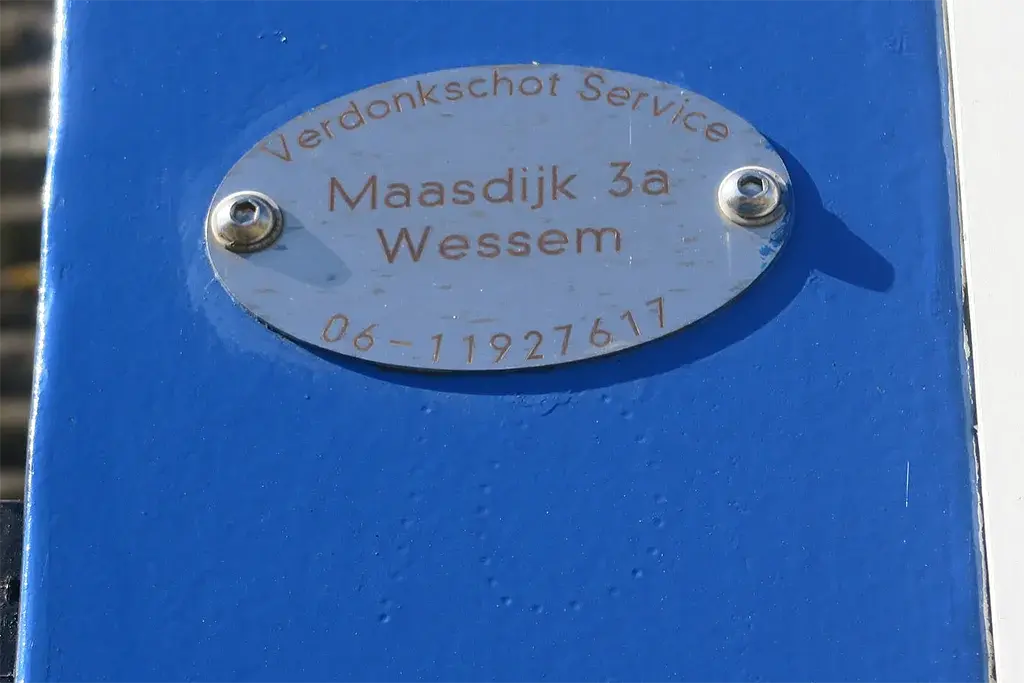 Verdonkschot Service
Maasdijk 3a
Wessem
06-11927617